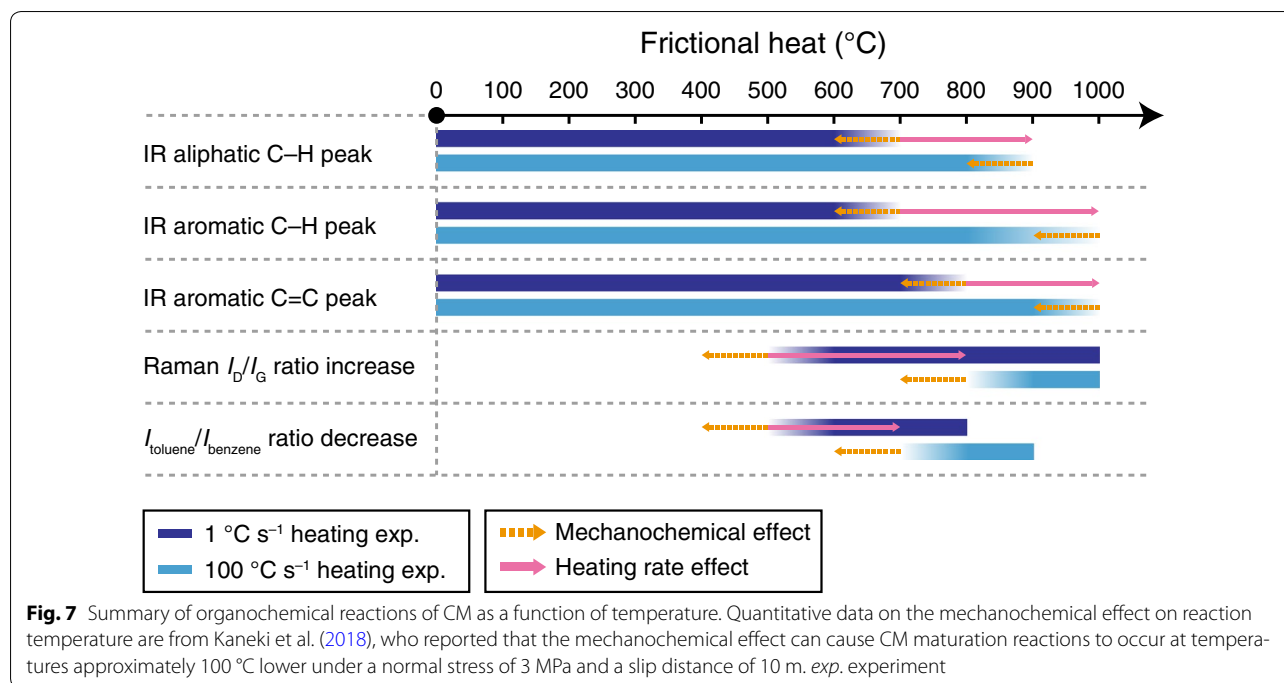 Frictional heat (°C)
0 100 200 300 400 500 600 700 800 900 1000
IR aliphatic C–H peak
IR aromatic C–H peak
IR aromatic C=C peak
Raman I_D/I_G ratio increase
I_toluene/I_benzene ratio decrease
1 °C s⁻¹ heating exp.
100 °C s⁻¹ heating exp.
Mechanochemical effect
Heating rate effect
Fig. 7 Summary of organochemical reactions of CM as a function of temperature. Quantitative data on the mechanochemical effect on reaction
temperature are from Kaneki et al. (2018), who reported that the mechanochemical effect can cause CM maturation reactions to occur at tempera-
tures approximately 100 °C lower under a normal stress of 3 MPa and a slip distance of 10 m. exp. experiment